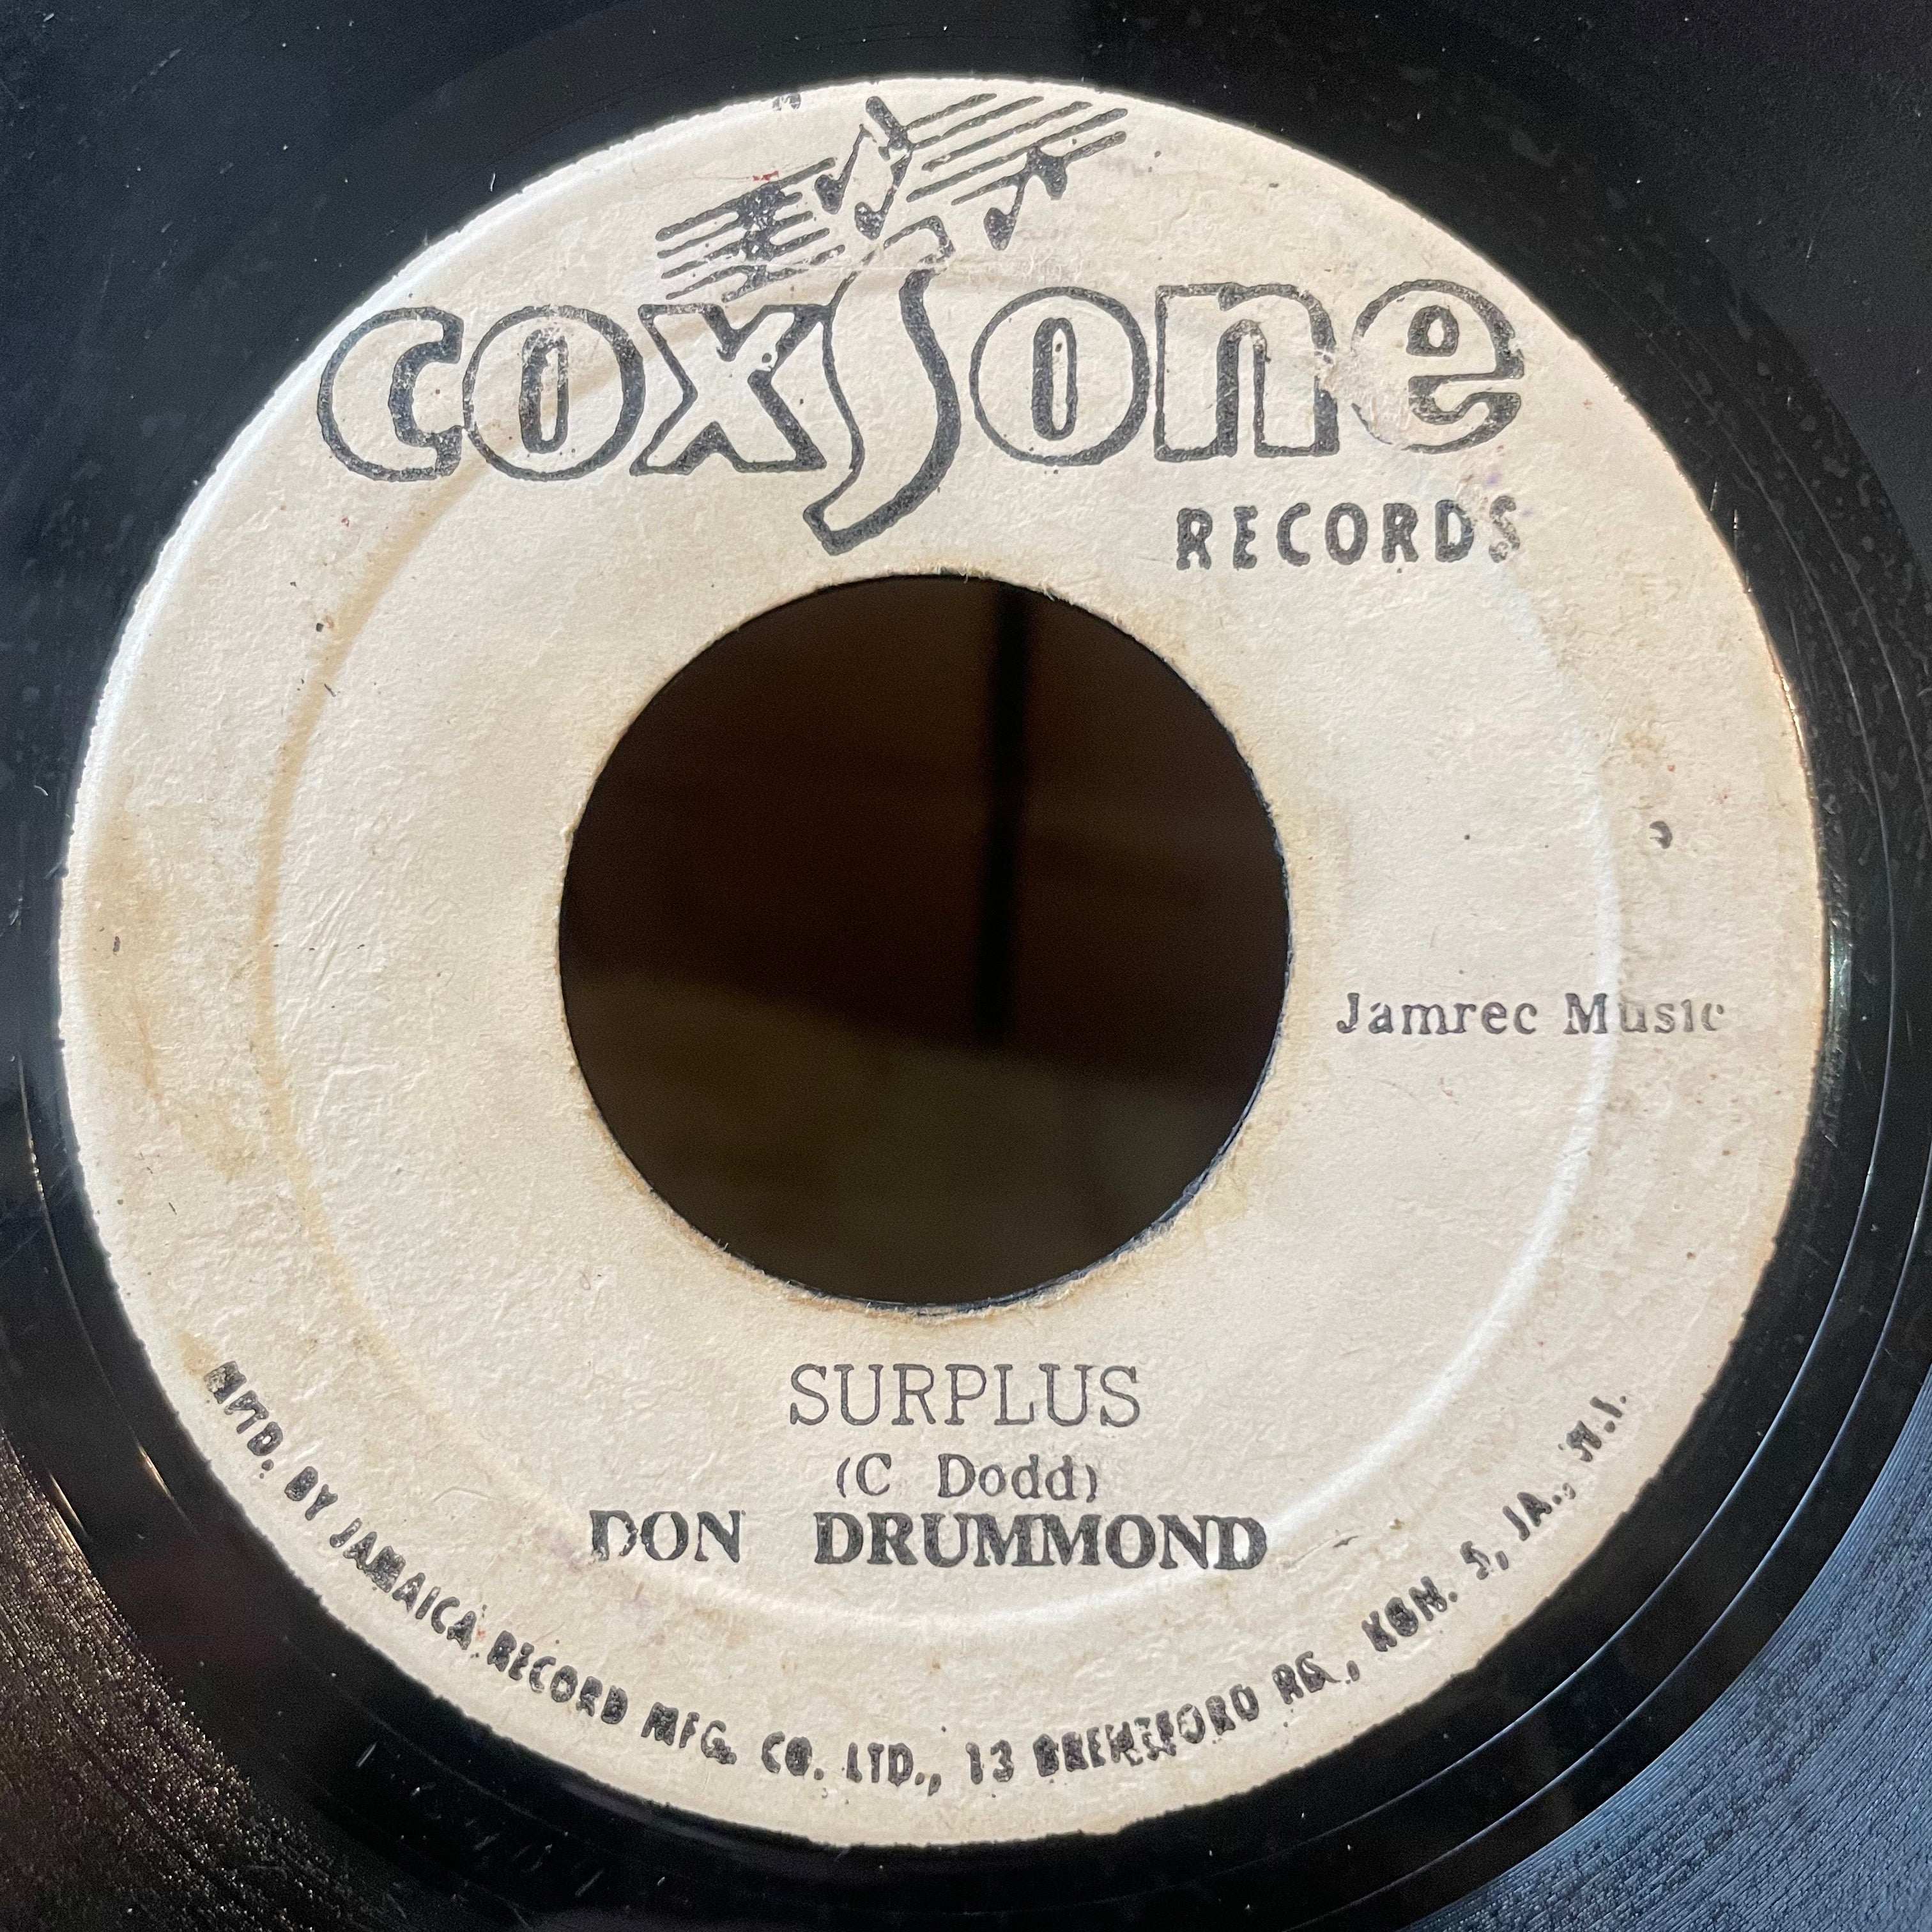 coxsone
RECORDS
Jamrec Music
SURPLUS
(C Dodd)
DON DRUMMOND
MFTD. BY JAMAICA RECORD MFG. CO. LTD., 13 BRENTFORD RD., KGN. 5, JA., W.I.